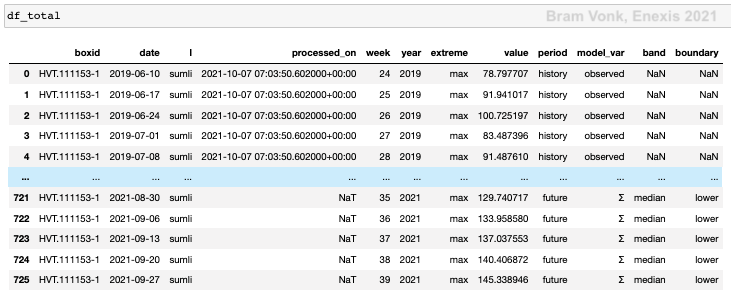 df_total
Bram Vonk, Enexis 2021
boxid date l processed_on week year extreme value period model_var band boundary
0 HVT.111153-1 2019-06-10 sumli 2021-10-07 07:03:50.602000+00:00 24 2019 max 78.797707 history observed NaN NaN
1 HVT.111153-1 2019-06-17 sumli 2021-10-07 07:03:50.602000+00:00 25 2019 max 91.941017 history observed NaN NaN
2 HVT.111153-1 2019-06-24 sumli 2021-10-07 07:03:50.602000+00:00 26 2019 max 100.725197 history observed NaN NaN
3 HVT.111153-1 2019-07-01 sumli 2021-10-07 07:03:50.602000+00:00 27 2019 max 83.487396 history observed NaN NaN
4 HVT.111153-1 2019-07-08 sumli 2021-10-07 07:03:50.602000+00:00 28 2019 max 91.487610 history observed NaN NaN
... ... ... ... ... ... ... ... ... ... ... ... ...
721 HVT.111153-1 2021-08-30 sumli NaT 35 2021 max 129.740717 future Σ median lower
722 HVT.111153-1 2021-09-06 sumli NaT 36 2021 max 133.958580 future Σ median lower
723 HVT.111153-1 2021-09-13 sumli NaT 37 2021 max 137.037553 future Σ median lower
724 HVT.111153-1 2021-09-20 sumli NaT 38 2021 max 140.406872 future Σ median lower
725 HVT.111153-1 2021-09-27 sumli NaT 39 2021 max 145.338946 future Σ median lower